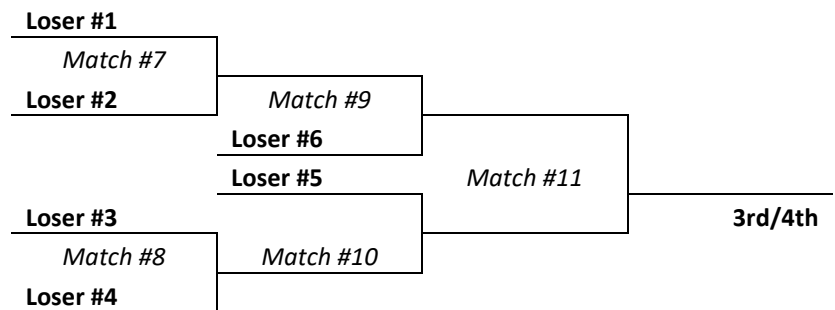 Loser #1
Match #7
Loser #2
Match #9
Loser #6
Loser #5
Match #11
Loser #3
3rd/4th
Match #8
Match #10
Loser #4